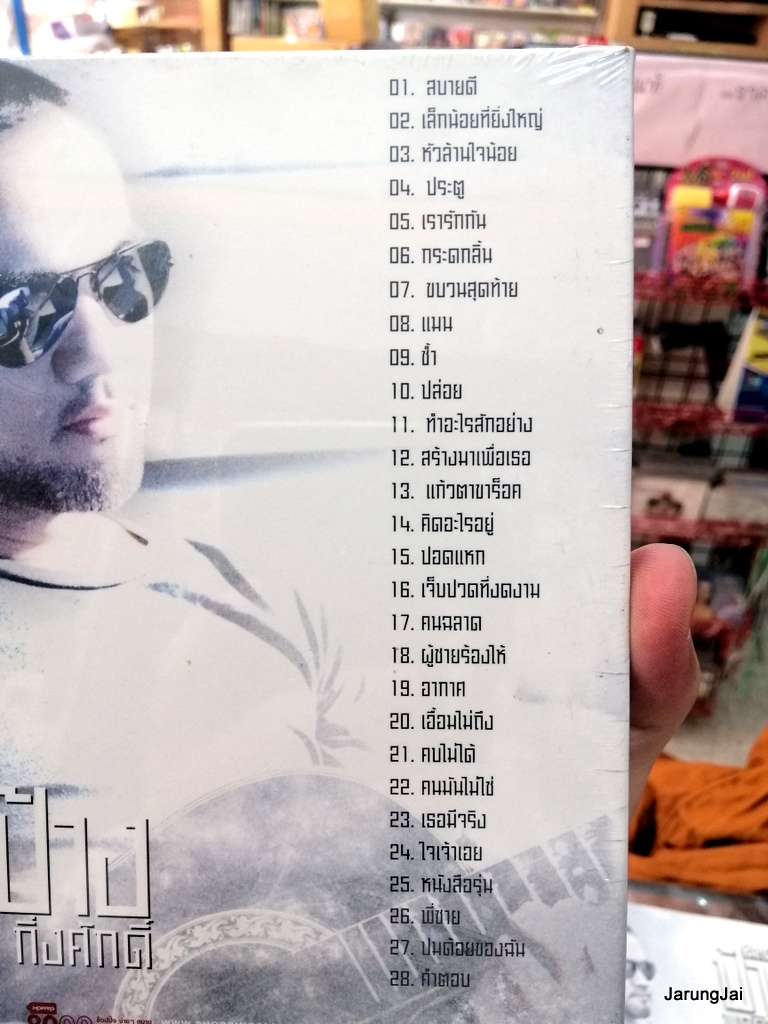 01. สบายดี
02. เล็กน้อยที่ยิ่งใหญ่
03. หัวล้านใจน้อย
04. ประตู
05. เรารักกัน
06. กระดกลิ้น
07. ขบวนสุดท้าย
08. แมน
09. ซ้ำ
10. ปล่อย
11. ทำอะไรสักอย่าง
12. สร้างมาเพื่อเธอ
13. แก้วตาขาร็อค
14. คิดอะไรอยู่
15. ปอดแหก
16. เจ็บปวดที่งดงาม
17. คนฉลาด
18. ผู้ชายร้องไห้
19. อากาศ
20. เอื้อมไม่ถึง
21. คบไม่ได้
22. คนมันไม่ใช่
23. เธอมีจริง
24. ใจเจ้าเอย
25. หนังสือรุ่น
26. พี่ชาย
27. ปมด้อยของฉัน
28. คำตอบ
ป้าง
กิ่งศักดิ์
JarungJai